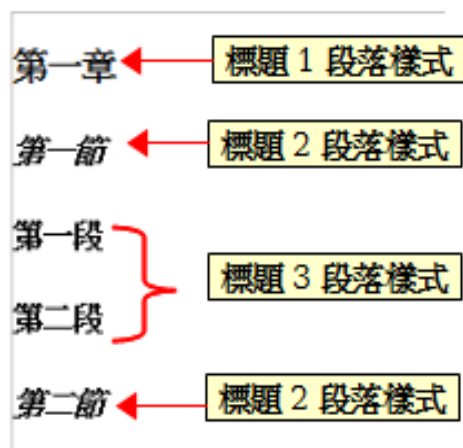 第一章 標題 1 段落樣式
第一節 標題 2 段落樣式
第一段
標題 3 段落樣式
第二段
第二節 標題 2 段落樣式